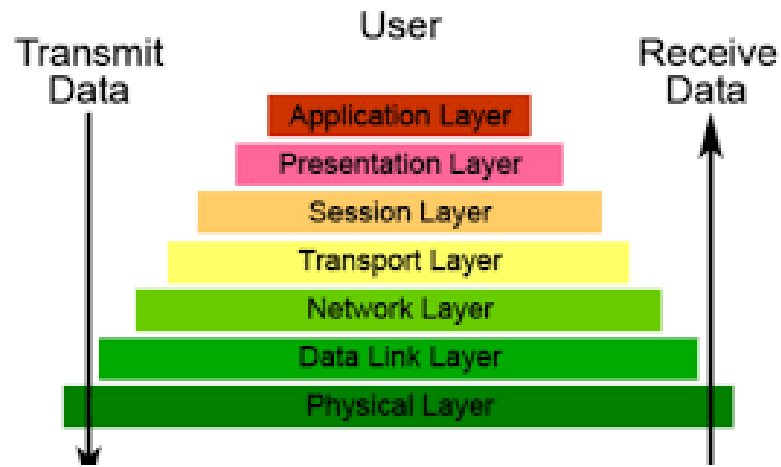 User
Transmit
Data
Receive
Data
Application Layer
Presentation Layer
Session Layer
Transport Layer
Network Layer
Data Link Layer
Physical Layer